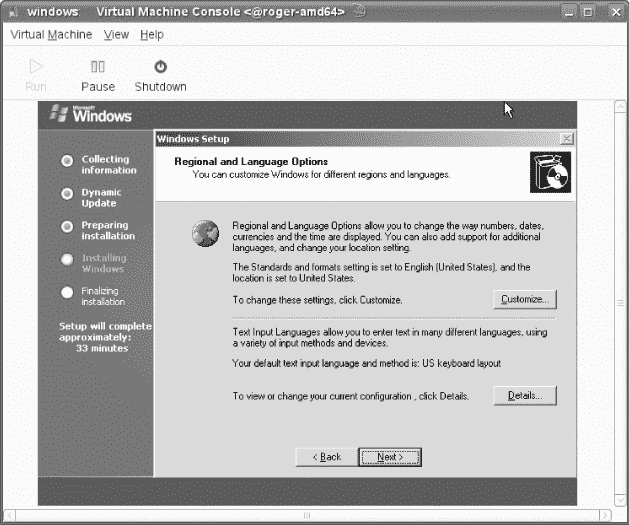 windows Virtual Machine Console <@roger-amd64>
Virtual Machine View Help
Run Pause Shutdown
Microsoft
Windows
Collecting
information
Dynamic
Update
Preparing
installation
Installing
Windows
Finalizing
installation
Setup will complete
approximately:
33 minutes
Windows Setup
Regional and Language Options
You can customize Windows for different regions and languages.
Regional and Language Options allow you to change the way numbers, dates,
currencies and the time are displayed. You can also add support for additional
languages, and change your location setting.
The Standards and formats setting is set to English (United States), and the
location is set to United States.
To change these settings, click Customize.
Customize...
Text Input Languages allow you to enter text in many different languages, using
a variety of input methods and devices.
Your default text input language and method is: US keyboard layout
To view or change your current configuration , click Details.
Details...
< Back Next >